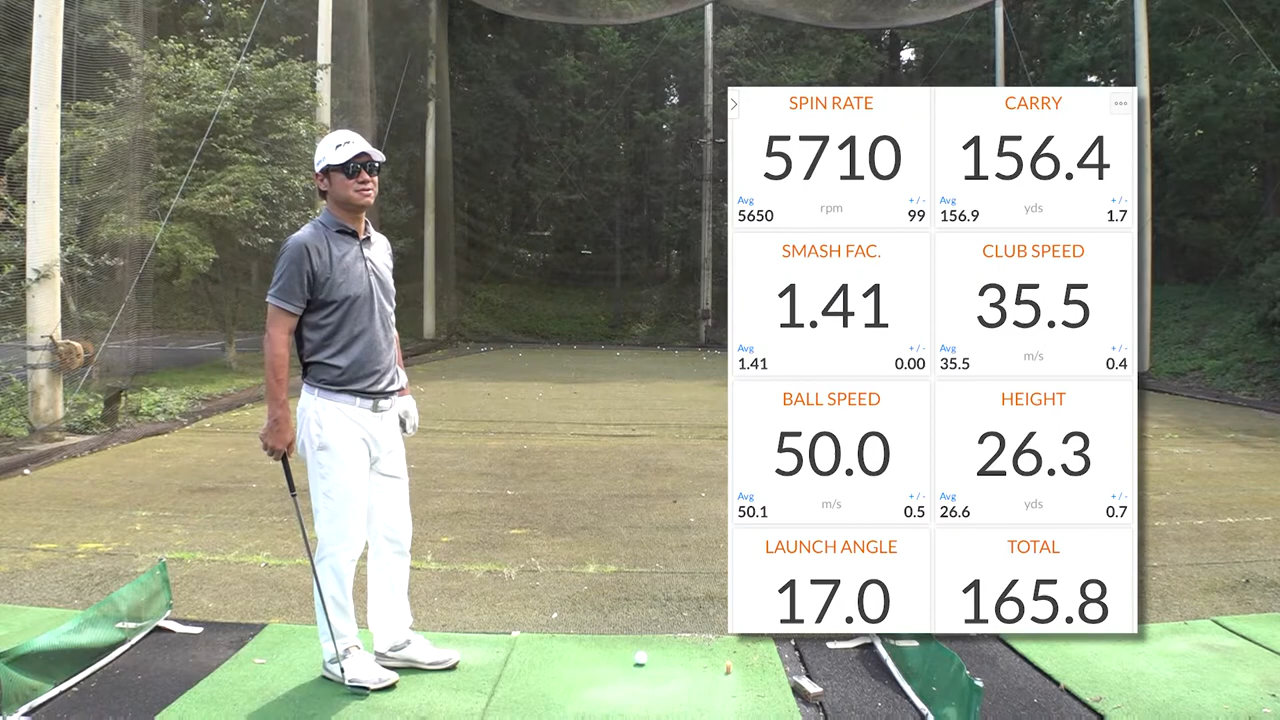 SPIN RATE
5710
Avg
5650
rpm
+ / -
99
CARRY
156.4
Avg
156.9
yds
+ / -
1.7
SMASH FAC.
1.41
Avg
1.41
+ / -
0.00
CLUB SPEED
35.5
Avg
35.5
m/s
+ / -
0.4
BALL SPEED
50.0
Avg
50.1
m/s
+ / -
0.5
HEIGHT
26.3
Avg
26.6
yds
+ / -
0.7
LAUNCH ANGLE
17.0
TOTAL
165.8